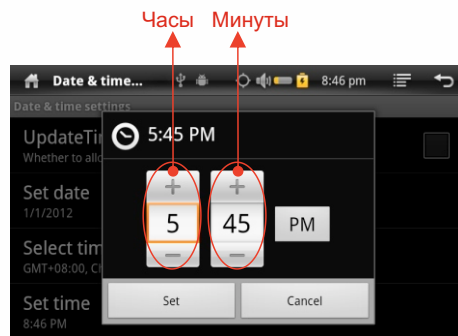 Часы Минуты
Date & time... 8:46 pm
Date & time settings
UpdateTi
Whether to allo
Set date
1/1/2012
Select tim
GMT+08:00, C
Set time
8:46 PM
5:45 PM
+ +
5 45 PM
− −
Set Cancel